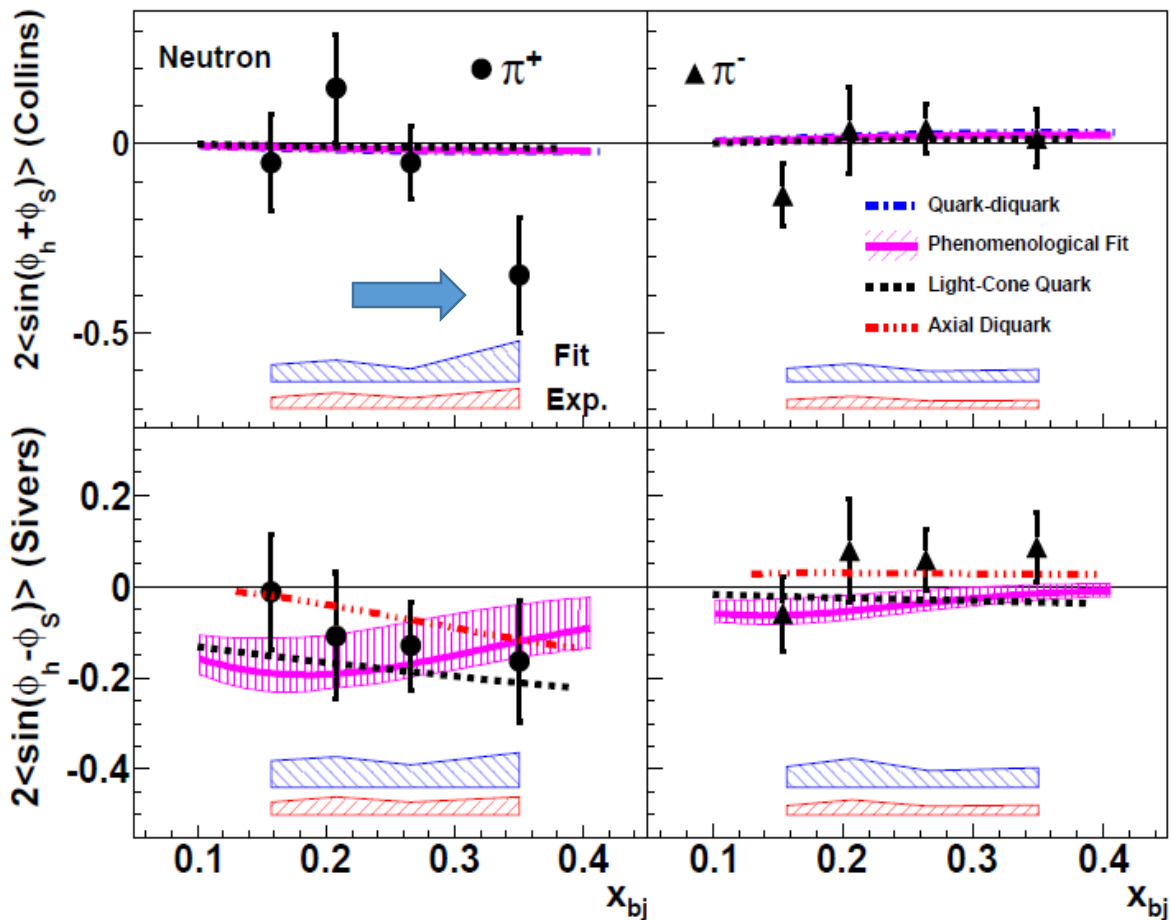 Neutron
π+
π-
2<sin(ϕh+ϕS)> (Collins)
0
-0.5
Quark-diquark
Phenomenological Fit
Light-Cone Quark
Axial Diquark
Fit
Exp.
2<sin(ϕh-ϕS)> (Sivers)
0.2
0
-0.2
-0.4
0.1 0.2 0.3 0.4
0.1 0.2 0.3 0.4
xbj
xbj